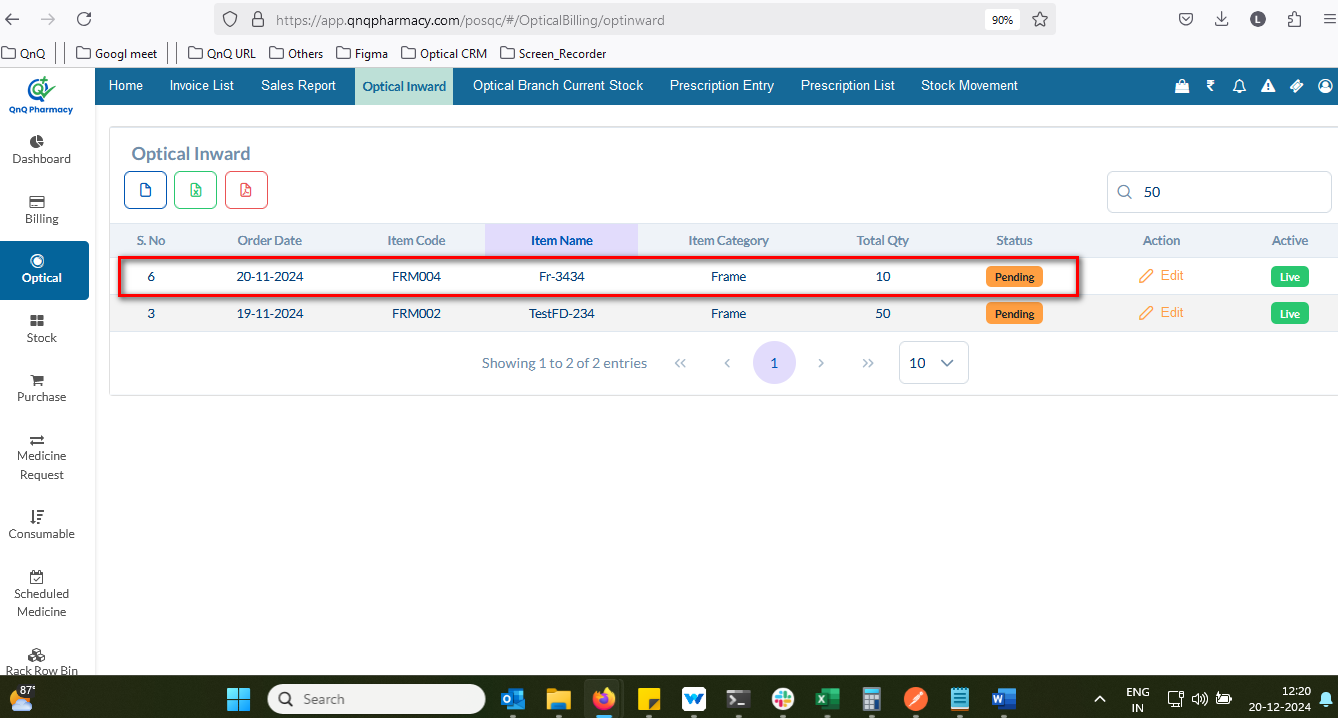 https://app.qnqpharmacy.com/posqc/#/OpticalBilling/optinward
90%
L
QnQ
Googl meet
QnQ URL
Others
Figma
Optical CRM
Screen_Recorder
QnQ Pharmacy
Home
Invoice List
Sales Report
Optical Inward
Optical Branch Current Stock
Prescription Entry
Prescription List
Stock Movement
Dashboard
Billing
Optical
Stock
Purchase
Medicine
Request
Consumable
Scheduled
Medicine
Rack Row Bin
Optical Inward
50
S. No Order Date Item Code Item Name Item Category Total Qty Status Action Active
6 20-11-2024 FRM004 Fr-3434 Frame 10 Pending Edit Live
3 19-11-2024 FRM002 TestFD-234 Frame 50 Pending Edit Live
Showing 1 to 2 of 2 entries « ‹ 1 › » 10
87°
Search
ENG
IN
12:20
20-12-2024